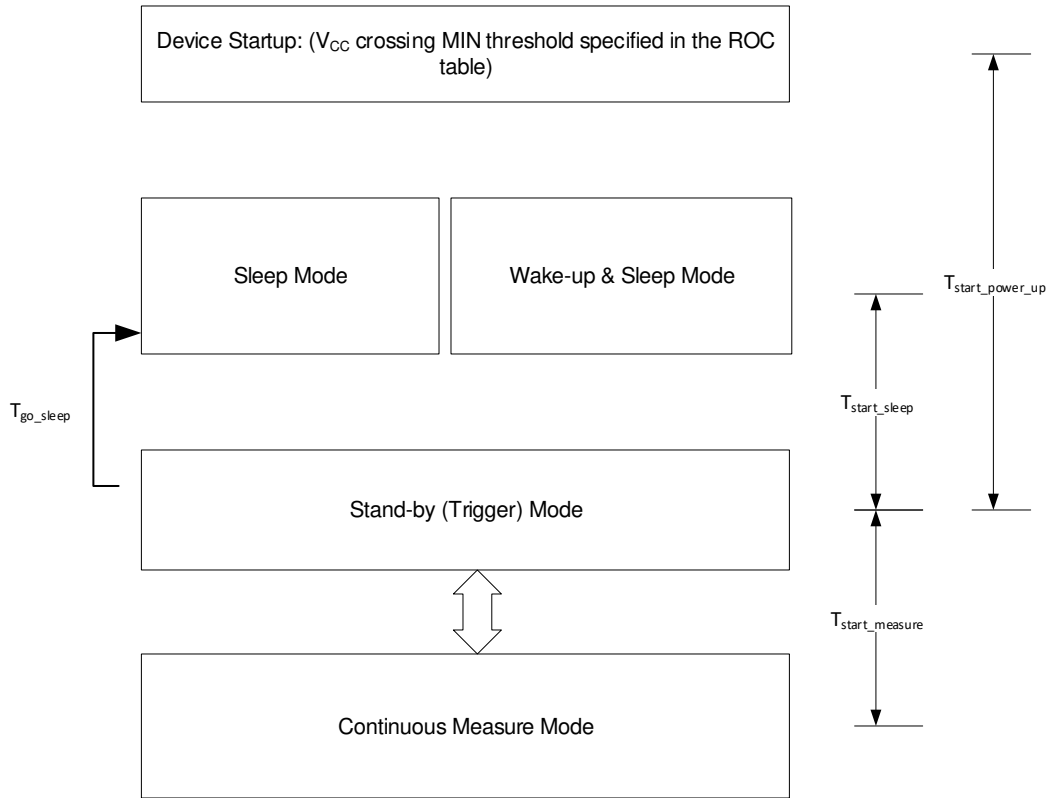 Device Startup: (VCC crossing MIN threshold specified in the ROC
table)
Sleep Mode
Wake-up & Sleep Mode
Tstart_power_up
Tstart_sleep
Tgo_sleep
Stand-by (Trigger) Mode
Tstart_measure
Continuous Measure Mode